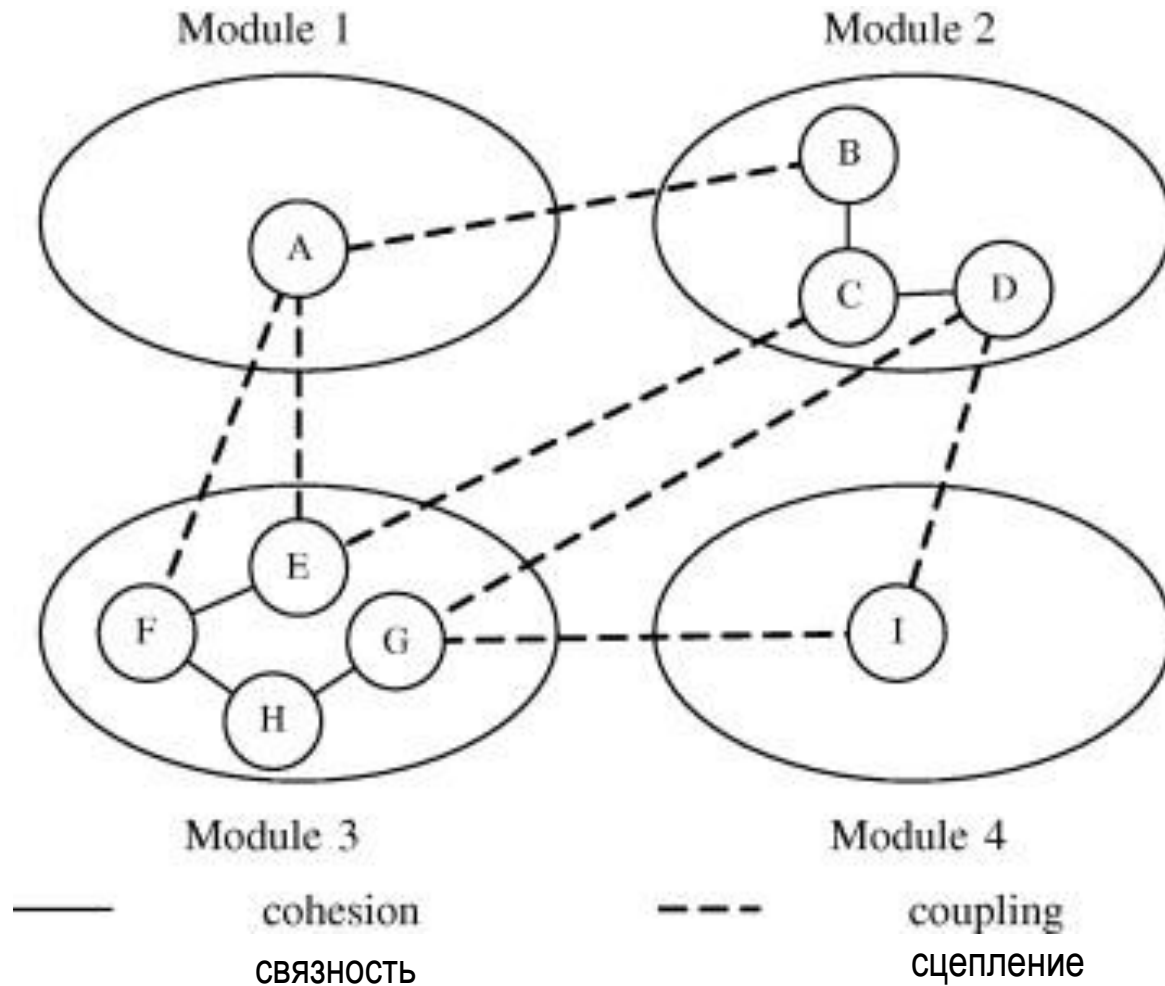 Module 1
Module 2
A
B
C
D
E
F
G
H
I
Module 3
Module 4
cohesion
coupling
связность
сцепление